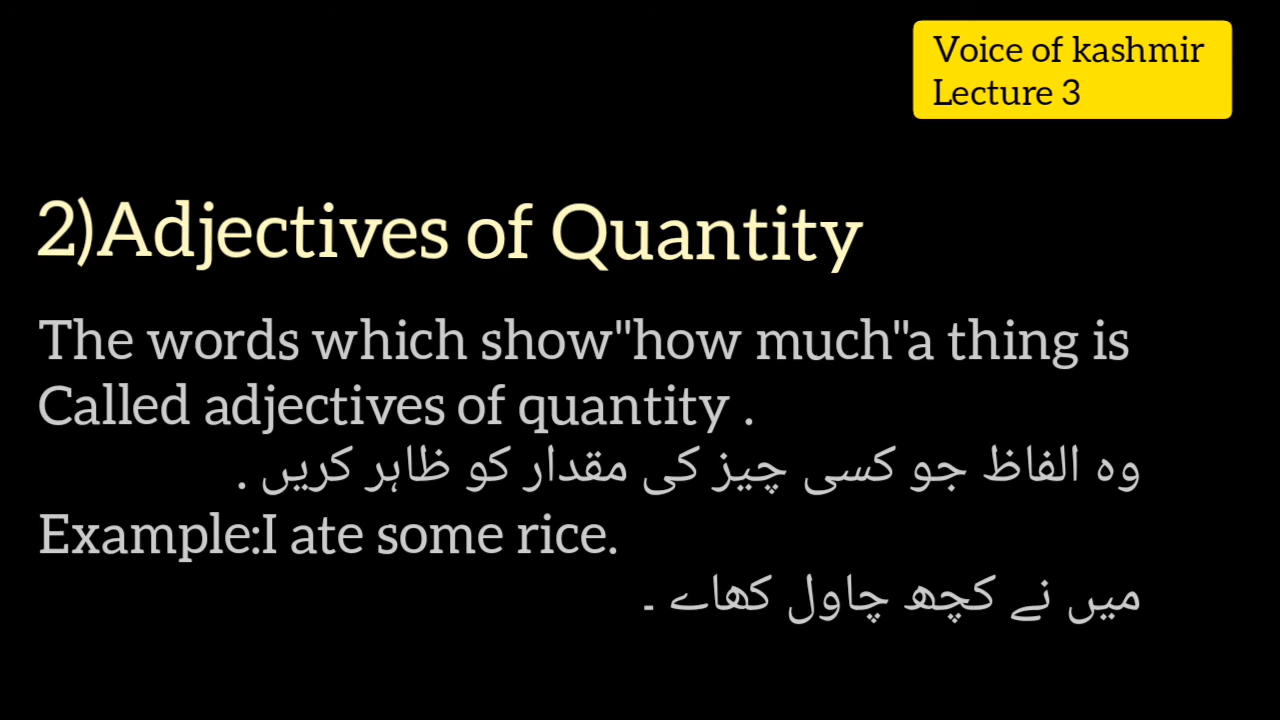 Voice of kashmir
Lecture 3
2)Adjectives of Quantity
The words which show"how much"a thing is
Called adjectives of quantity .
وہ الفاظ جو کسی چیز کی مقدار کو ظاہر کریں .
Example:I ate some rice.
میں نے کچھ چاول کھاے ۔